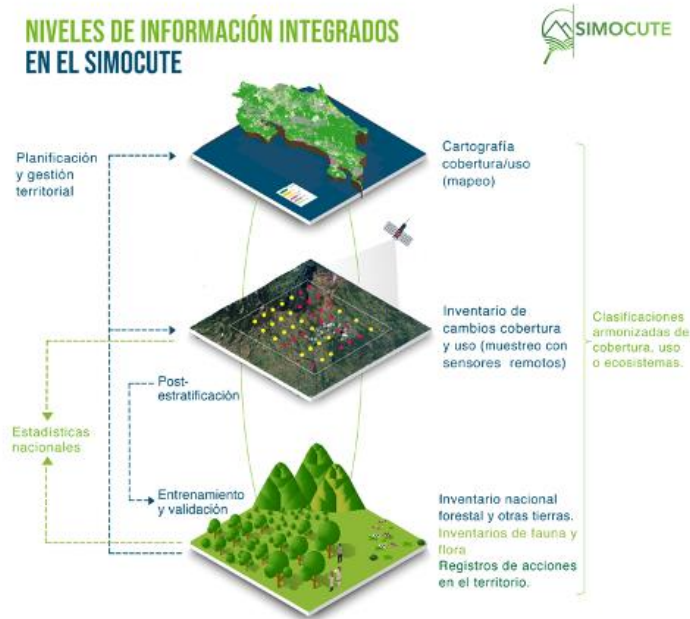 NIVELES DE INFORMACIÓN INTEGRADOS
EN EL SIMOCUTE
SIMOCUTE
Planificación
y gestión
territorial
Cartografía
cobertura/uso
(mapeo)
Inventario de
cambios cobertura
y uso (muestreo con
sensores remotos)
Clasificaciones
armonizadas de
cobertura, uso
o ecosistemas.
Post-
estratificación
Estadísticas
nacionales
Entrenamiento
y validación
Inventario nacional
forestal y otras tierras.
Inventarios de fauna y
flora
Registros de acciones
en el territorio.